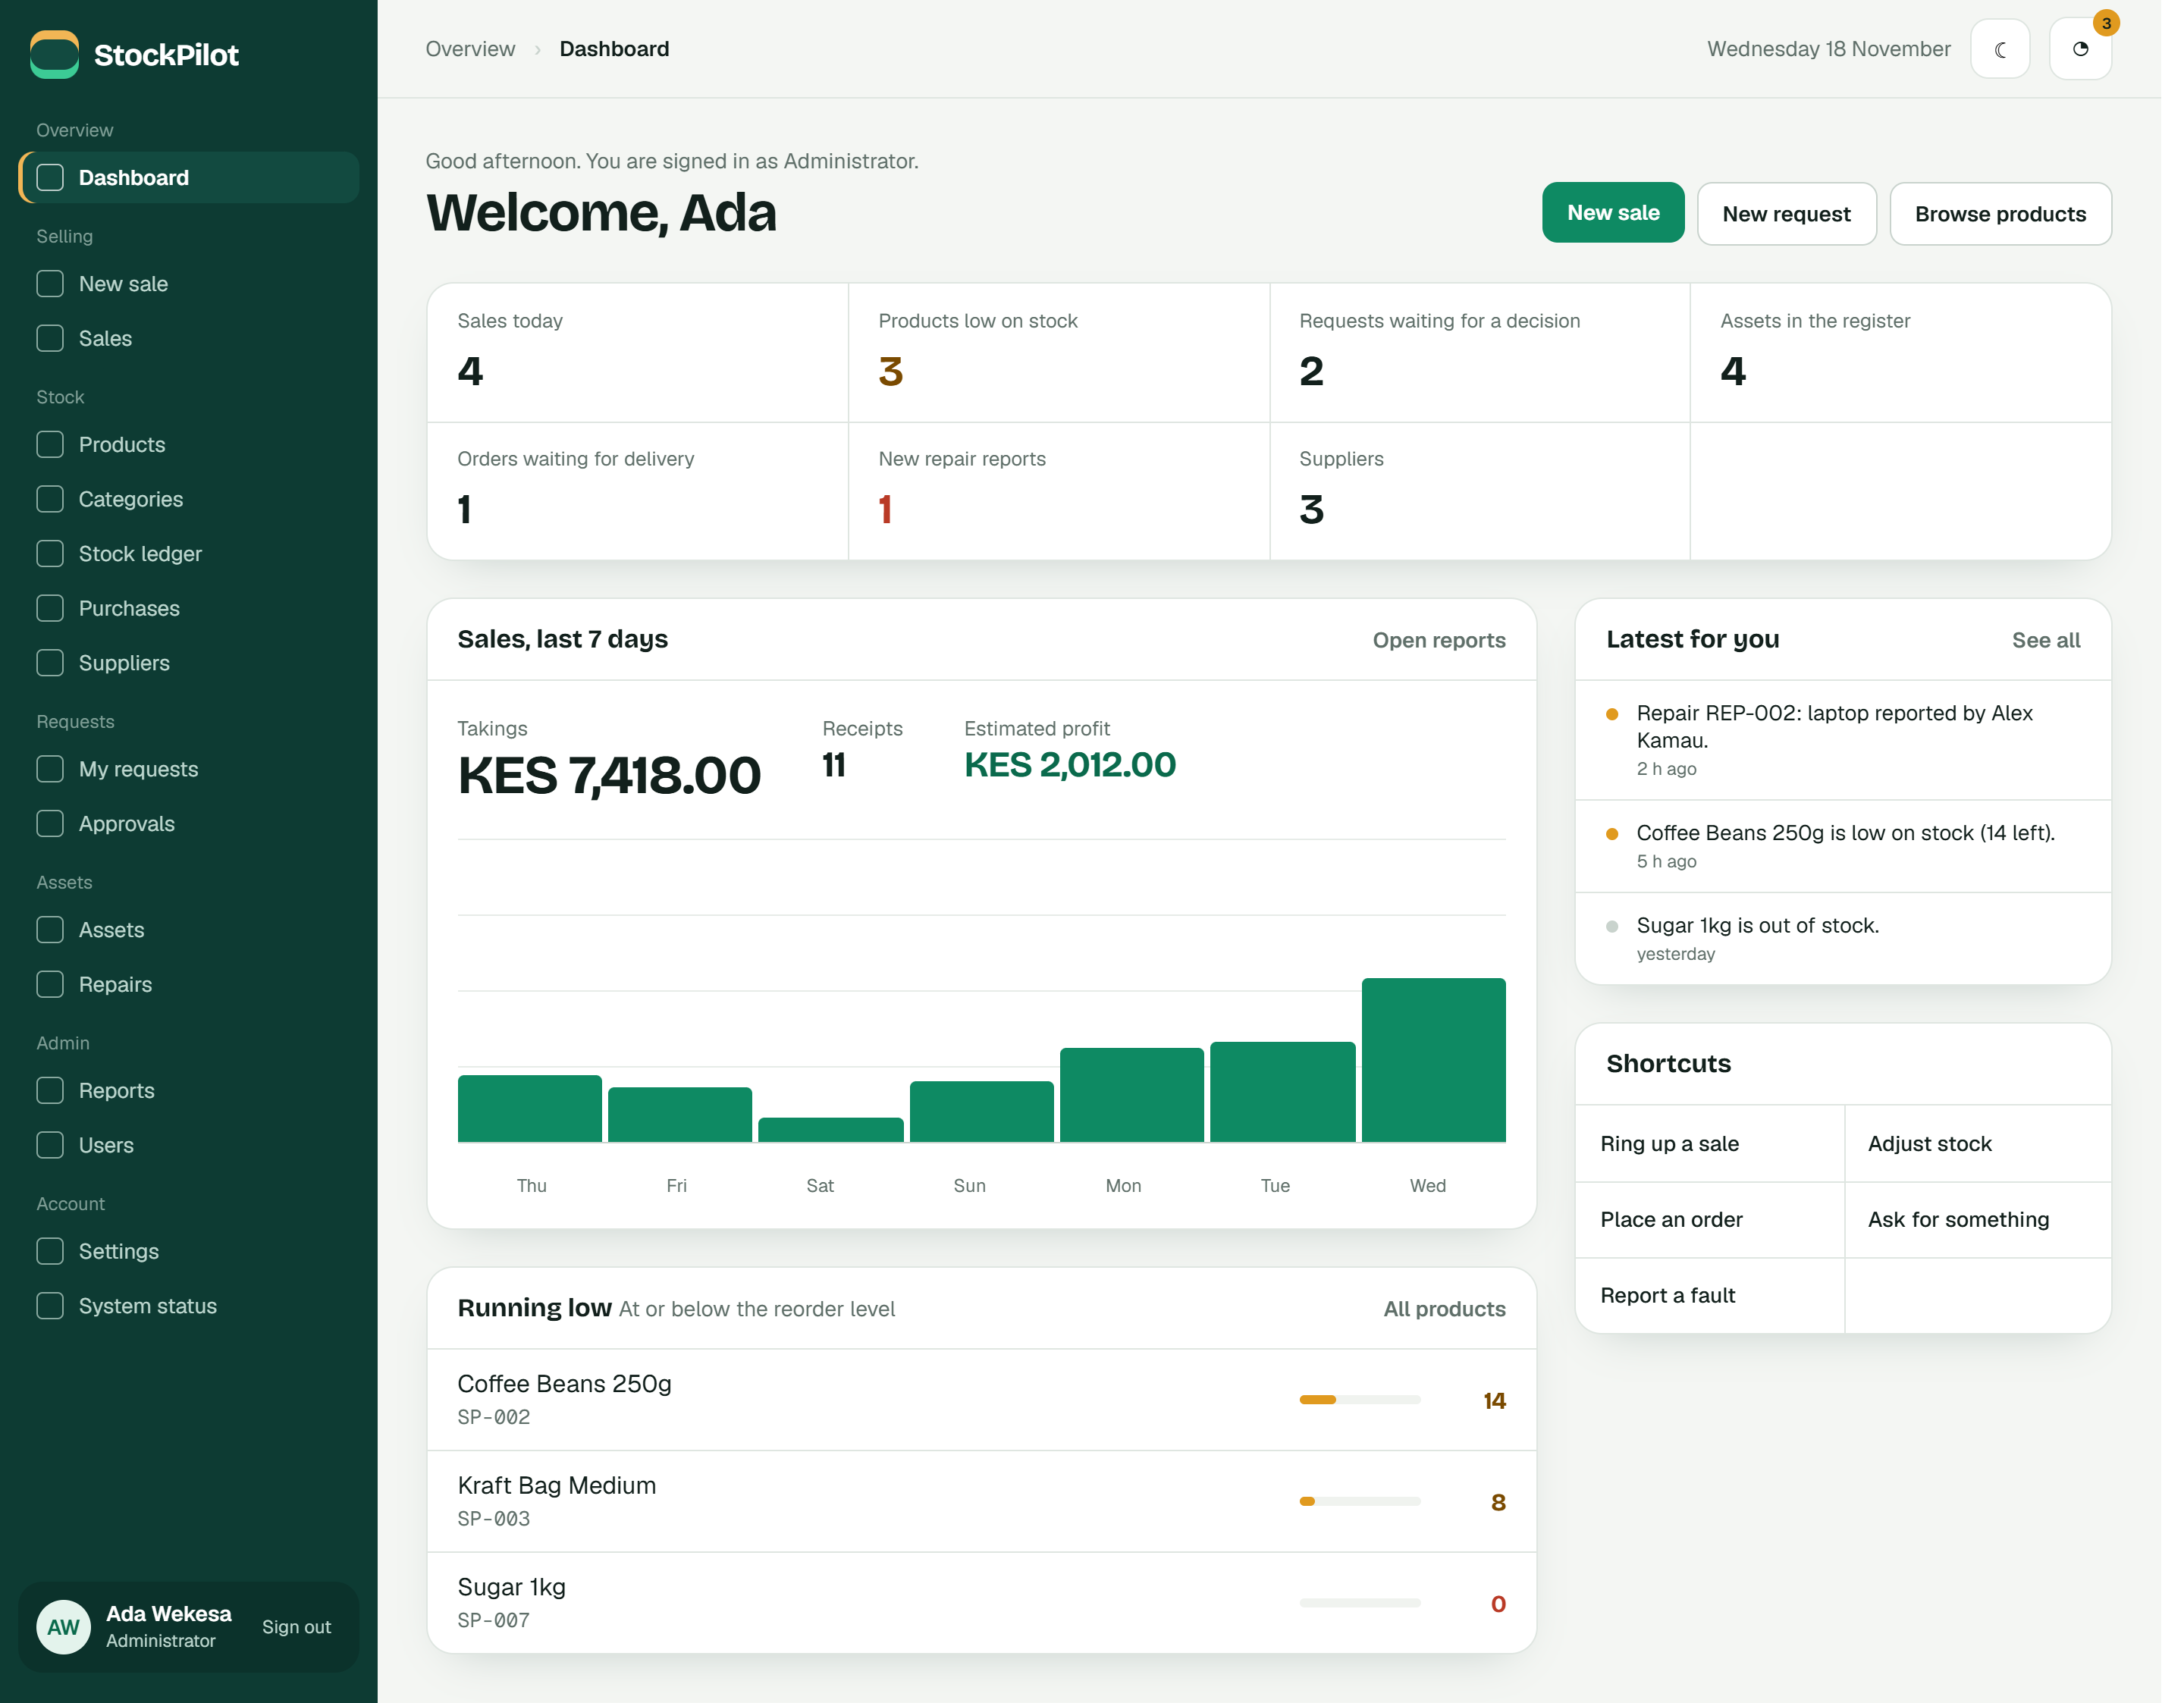 StockPilot
Overview
Dashboard
Selling
New sale
Sales
Stock
Products
Categories
Stock ledger
Purchases
Suppliers
Requests
My requests
Approvals
Assets
Assets
Repairs
Admin
Reports
Users
Account
Settings
System status
AW
Ada Wekesa
Administrator
Sign out
Overview › Dashboard
Wednesday 18 November
3
Good afternoon. You are signed in as Administrator.
Welcome, Ada
New sale
New request
Browse products
Sales today
4
Products low on stock
3
Requests waiting for a decision
2
Assets in the register
4
Orders waiting for delivery
1
New repair reports
1
Suppliers
3
Sales, last 7 days
Open reports
Takings
KES 7,418.00
Receipts
11
Estimated profit
KES 2,012.00
Thu
Fri
Sat
Sun
Mon
Tue
Wed
Running low At or below the reorder level
All products
Coffee Beans 250g
SP-002
14
Kraft Bag Medium
SP-003
8
Sugar 1kg
SP-007
0
Latest for you
See all
Repair REP-002: laptop reported by Alex
Kamau.
2 h ago
Coffee Beans 250g is low on stock (14 left).
5 h ago
Sugar 1kg is out of stock.
yesterday
Shortcuts
Ring up a sale
Adjust stock
Place an order
Ask for something
Report a fault